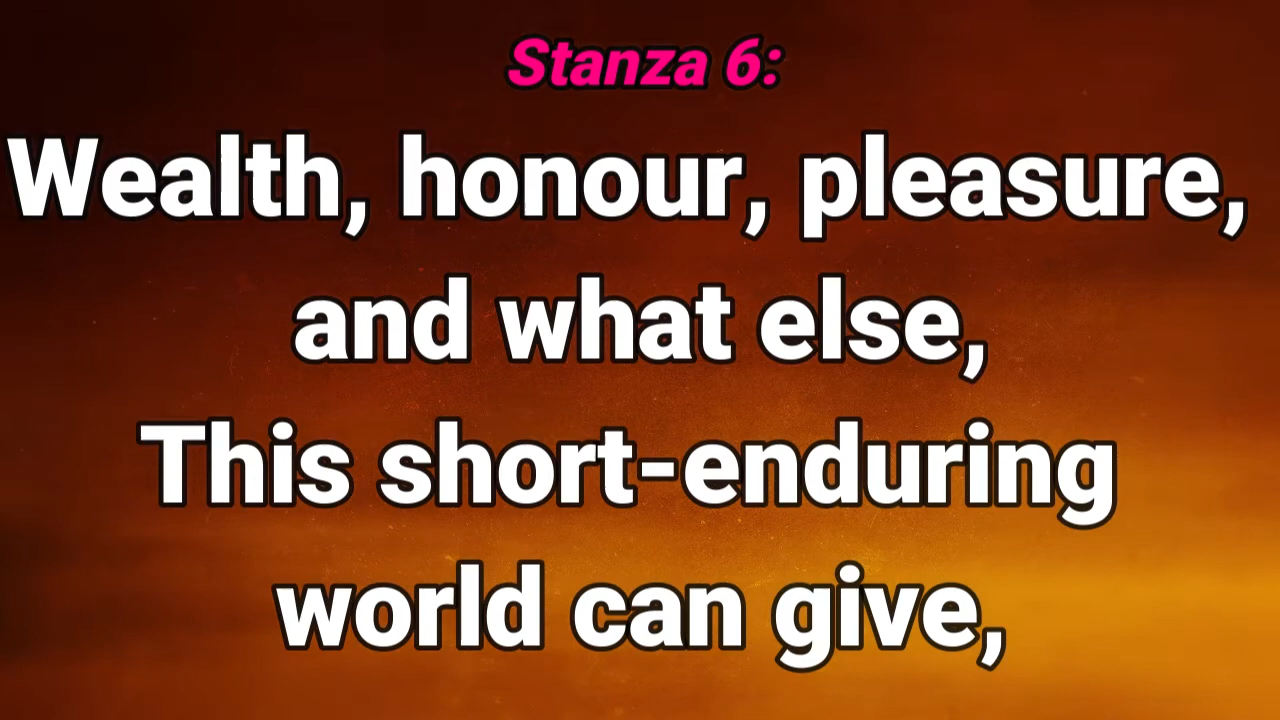 Stanza 6:
Wealth, honour, pleasure,
and what else,
This short-enduring
world can give,